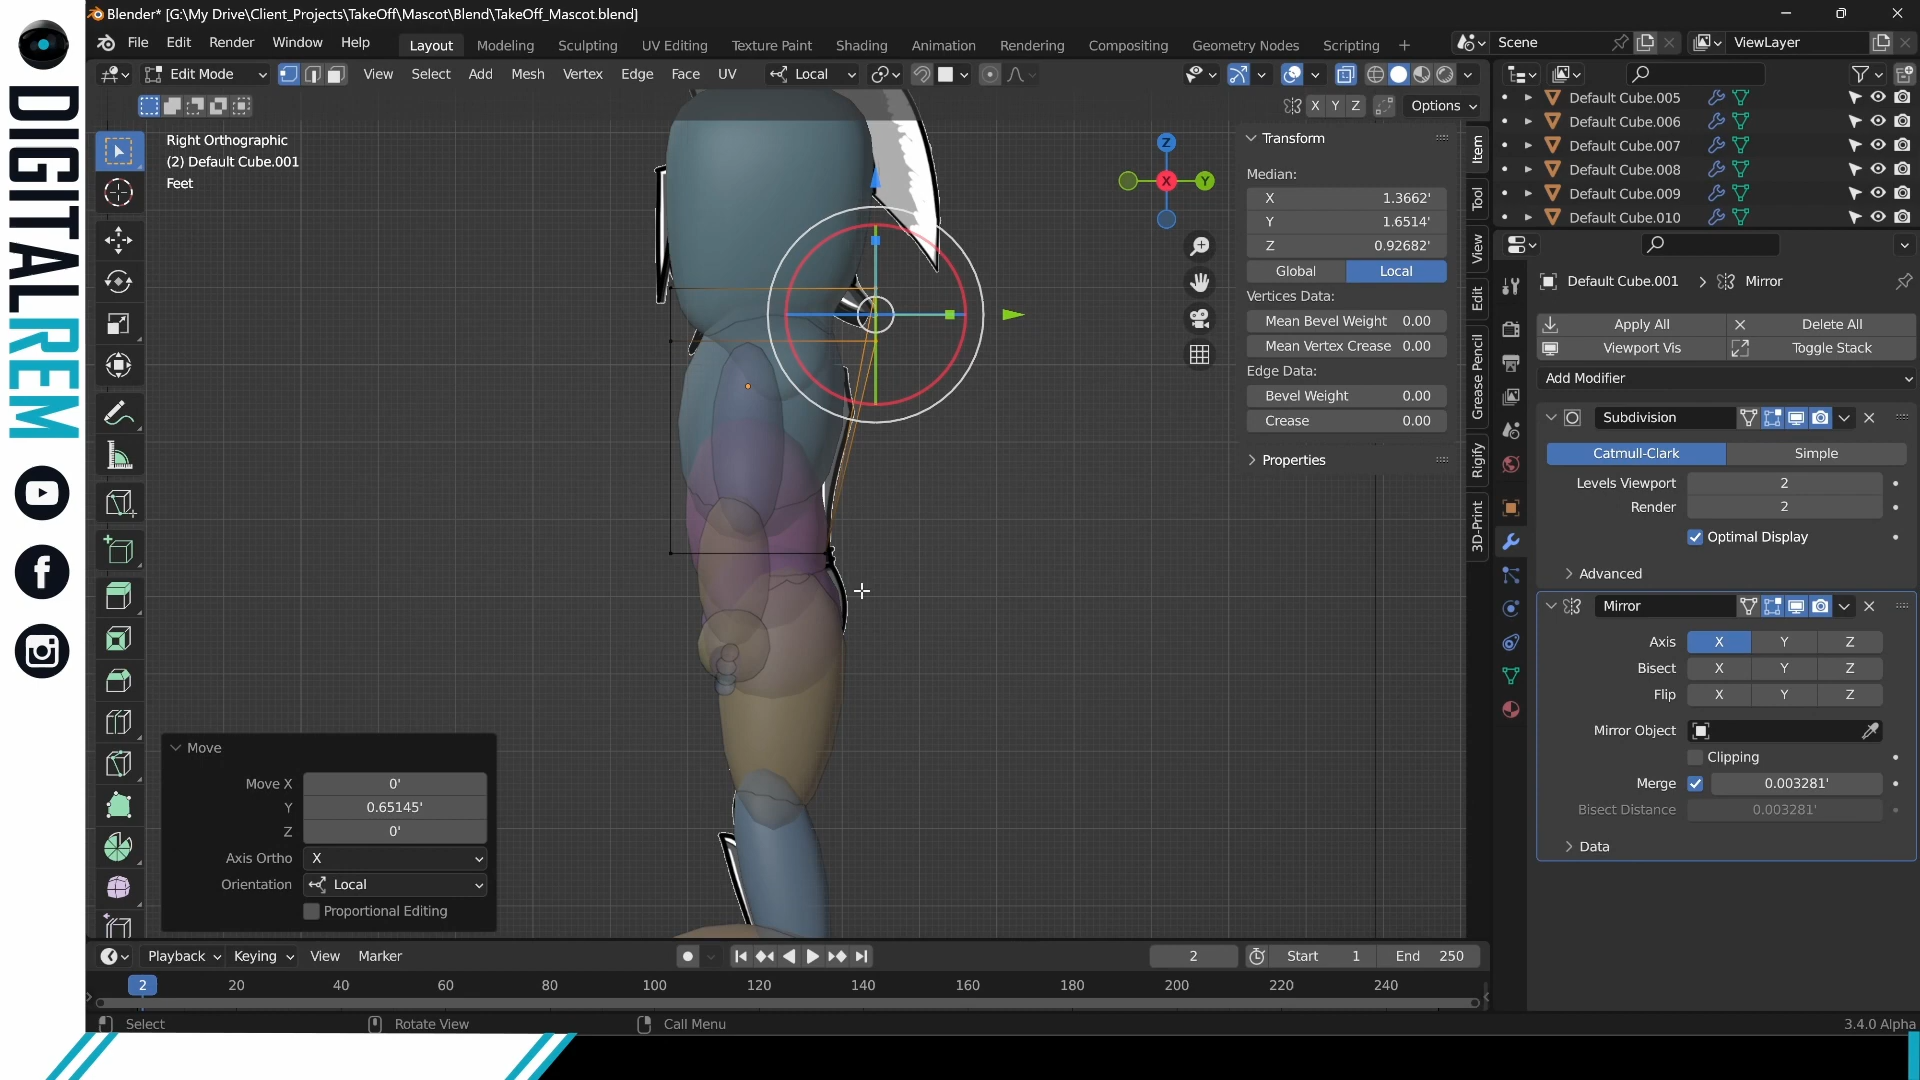 DIGITALREM
Blender* [G:\My Drive\Client_Projects\TakeOff\Mascot\Blend\TakeOff_Mascot.blend]
File Edit Render Window Help Layout Modeling Sculpting UV Editing Texture Paint Shading Animation Rendering Compositing Geometry Nodes Scripting + Scene ViewLayer
Edit Mode View Select Add Mesh Vertex Edge Face UV Local
X Y Z Options
Right Orthographic
(2) Default Cube.001
Feet
Z
X
Y
Transform
Median:
X 1.3662'
Y 1.6514'
Z 0.92682'
Global Local
Vertices Data:
Mean Bevel Weight 0.00
Mean Vertex Crease 0.00
Edge Data:
Bevel Weight 0.00
Crease 0.00
Properties
Item
Tool
View
Edit
Grease Pencil
Rigify
3D-Print
Default Cube.005
Default Cube.006
Default Cube.007
Default Cube.008
Default Cube.009
Default Cube.010
Default Cube.001 Mirror
Apply All Delete All
Viewport Vis Toggle Stack
Add Modifier
Subdivision
Catmull-Clark Simple
Levels Viewport 2
Render 2
Optimal Display
Advanced
Mirror
Axis X Y Z
Bisect X Y Z
Flip X Y Z
Mirror Object
Clipping
Merge 0.003281'
Bisect Distance 0.003281'
Data
Move
Move X 0'
Y 0.65145'
Z 0'
Axis Ortho X
Orientation Local
Proportional Editing
Playback Keying View Marker 2 Start 1 End 250
2 20 40 60 80 100 120 140 160 180 200 220 240
Select Rotate View Call Menu 3.4.0 Alpha